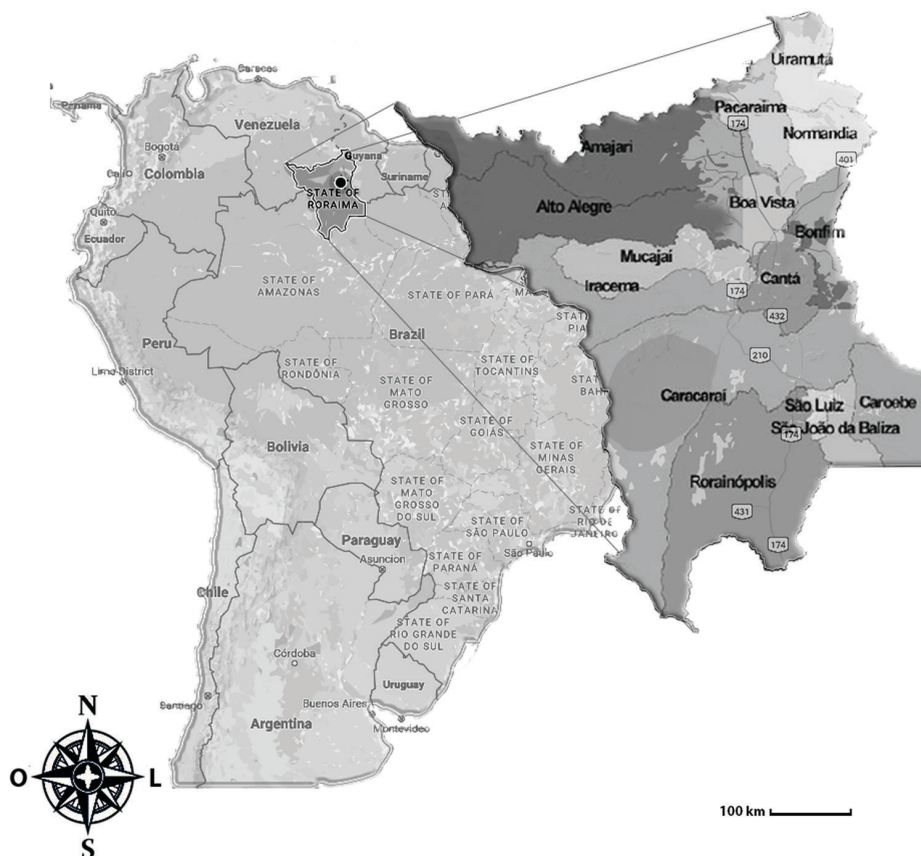 Caracas
Panama
Venezuela
Bogotá
Colombia
Guyana
Suriname
STATE OF
RORAIMA
Quito
Ecuador
STATE OF
AMAZONAS
STATE OF PARÁ
Peru
Brazil
Lima District
STATE OF
RONDÔNIA
STATE OF
TOCANTINS
STATE OF
MATO
GROSSO
Bolivia
STATE OF
GOIÁS
STATE OF
MINAS
GERAIS
STATE OF
MATO
GROSSO
DO SUL
STATE OF
SÃO PAULO
STATE OF
RIO DE
JANEIRO
São Paulo
Paraguay
Asuncion
STATE OF
PARANÁ
STATE OF
SANTA
CATARINA
Chile
STATE OF
RIO GRANDE
DO SUL
Córdoba
Uruguay
Santiago
Buenos Aires
Montevideo
Argentina
Uiramutã
Pacaraima
174
Normandia
401
Amajari
Alto Alegre
Boa Vista
Bonfim
Mucajaí
Cantá
Iracema
174
432
210
Caracaraí
São Luiz
Caroebe
São João da Baliza
174
Rorainópolis
431
174
N
O
L
S
100 km